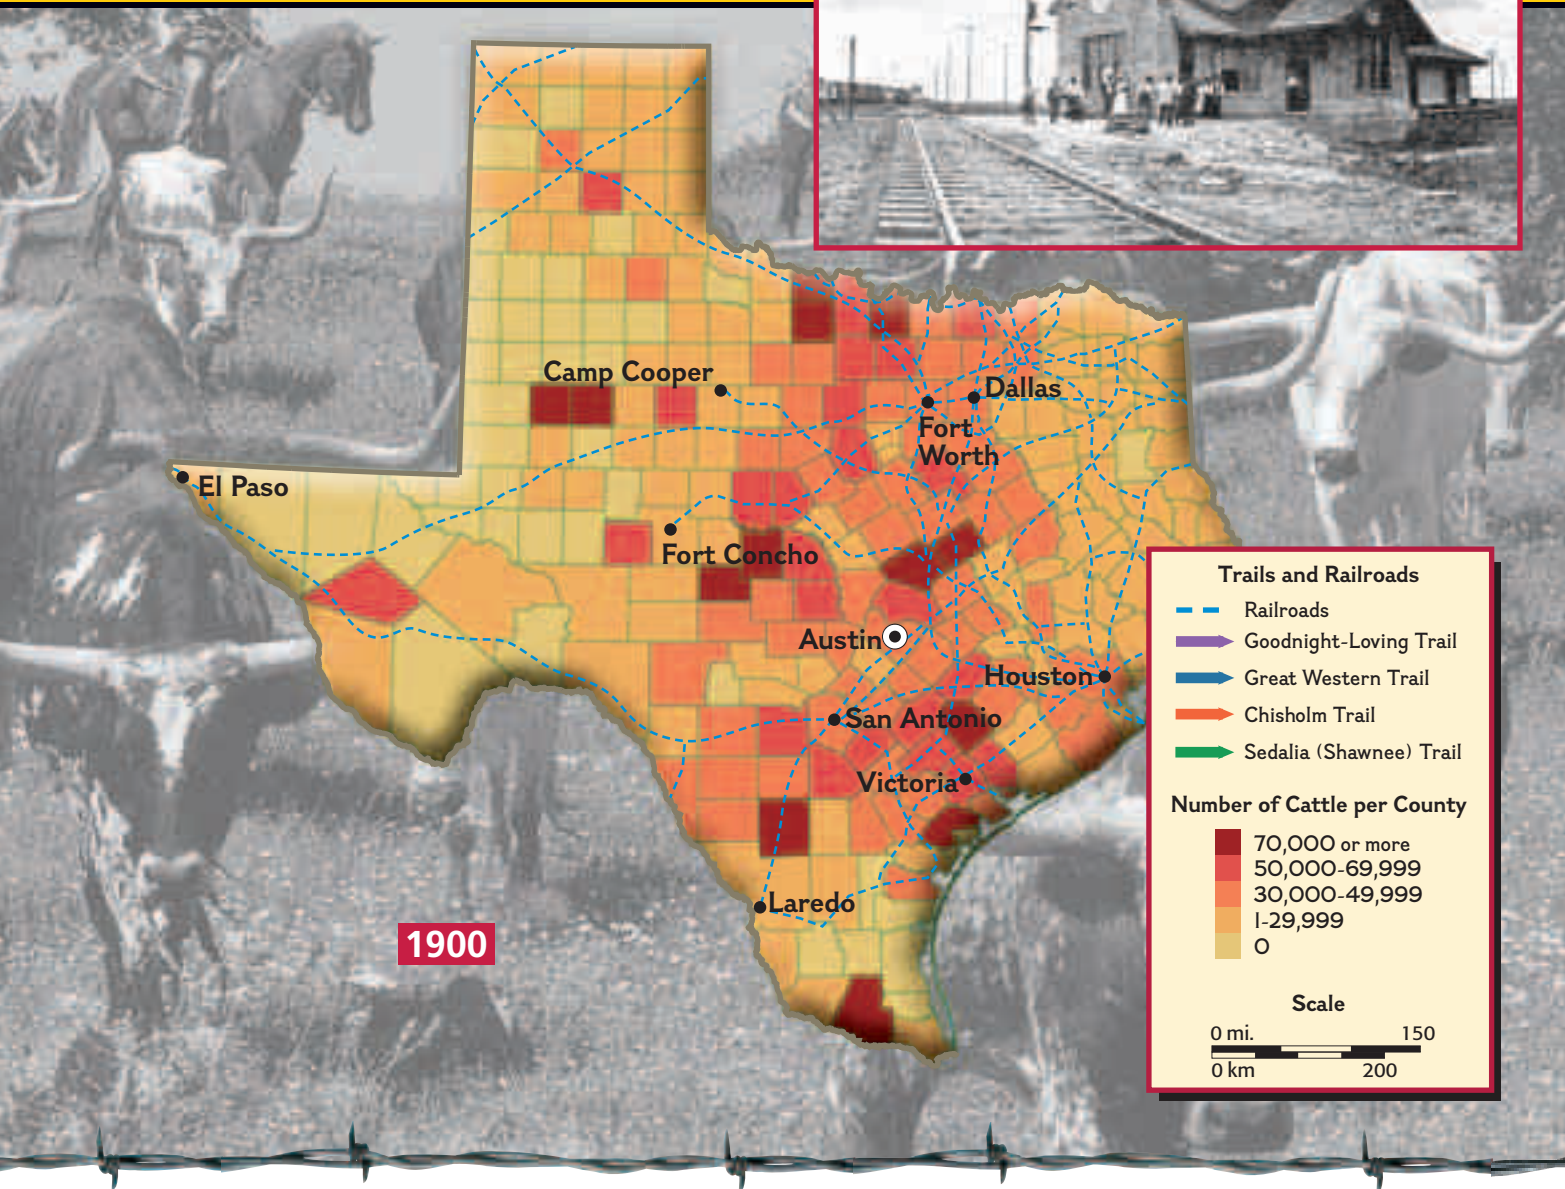 Camp Cooper
Dallas
Fort
Worth
El Paso
Fort Concho
Austin
Houston
San Antonio
Victoria
Laredo
1900
Trails and Railroads
Railroads
Goodnight-Loving Trail
Great Western Trail
Chisholm Trail
Sedalia (Shawnee) Trail
Number of Cattle per County
70,000 or more
50,000-69,999
30,000-49,999
1-29,999
0
Scale
0 mi. 150
0 km 200